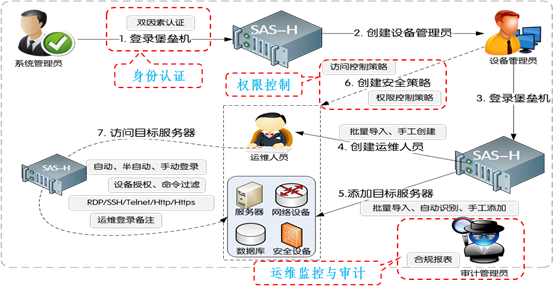 双因素认证
1. 登录堡垒机
身份认证
系统管理员
SAS-H
2. 创建设备管理员
设备管理员
访问控制策略
权限控制
6. 创建安全策略
权限控制策略
3. 登录堡垒机
7. 访问目标服务器
运维人员
批量导入、手工创建
4. 创建运维人员
SAS-H
SAS-H
自动、半自动、手动登录
设备授权、命令过滤
RDP/SSH/Telnet/Http/Https
运维登录备注
服务器
网络设备
数据库
安全设备
5.添加目标服务器
批量导入、自动识别、手工添加
运维监控与审计
合规报表
审计管理员